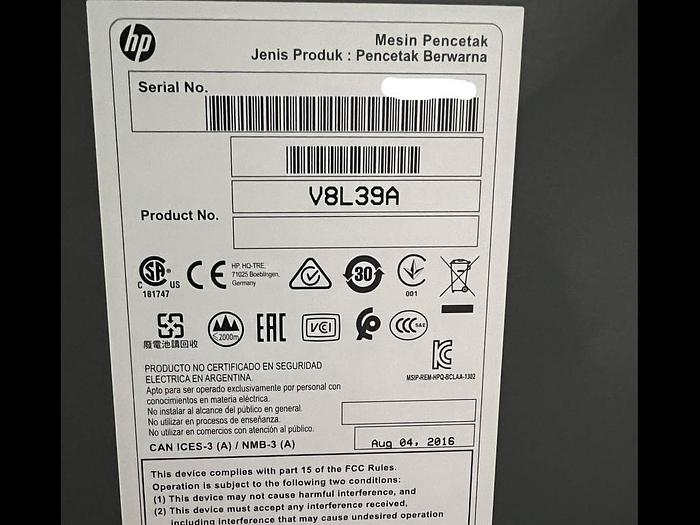 hp
Mesin Pencetak
Jenis Produk : Pencetak Berwarna
Serial No.
V8L39A
Product No.
SA
C US
181747
CE
HP, HQ-TRE,
71025 Boeblingen,
Germany
30
001
廢電池請回收
≤2000m
EAC
VCI
CCC S&E
MSIP-REM-HPQ-BCLAA-1302
PRODUCTO NO CERTIFICADO EN SEGURIDAD
ELECTRICA EN ARGENTINA.
Apto para ser operado exclusivamente por personal con
conocimientos en materia eléctrica.
No instalar al alcance del público en general.
No utilizar en procesos de enseñanza.
No utilizar en comercios con atención al público.
CAN ICES-3 (A) / NMB-3 (A)
Aug 04, 2016
This device complies with part 15 of the FCC Rules.
Operation is subject to the following two conditions:
(1) This device may not cause harmful interference, and
(2) This device must accept any interference received,
including interference that may cause undesired operation